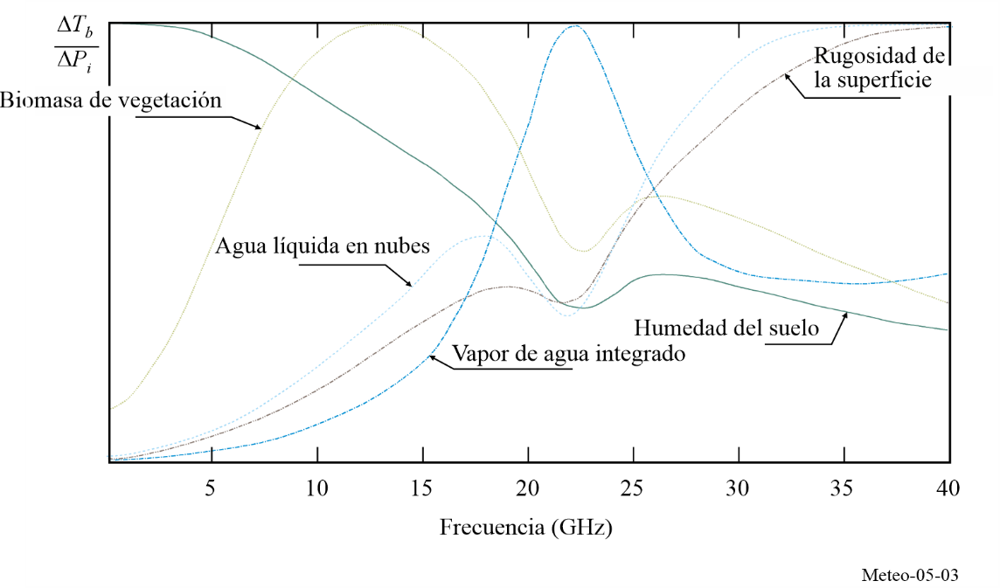 ΔT_b
ΔP_i
Rugosidad de
la superficie
Biomasa de vegetación
Agua líquida en nubes
Humedad del suelo
Vapor de agua integrado
5 10 15 20 25 30 35 40
Frecuencia (GHz)
Meteo-05-03